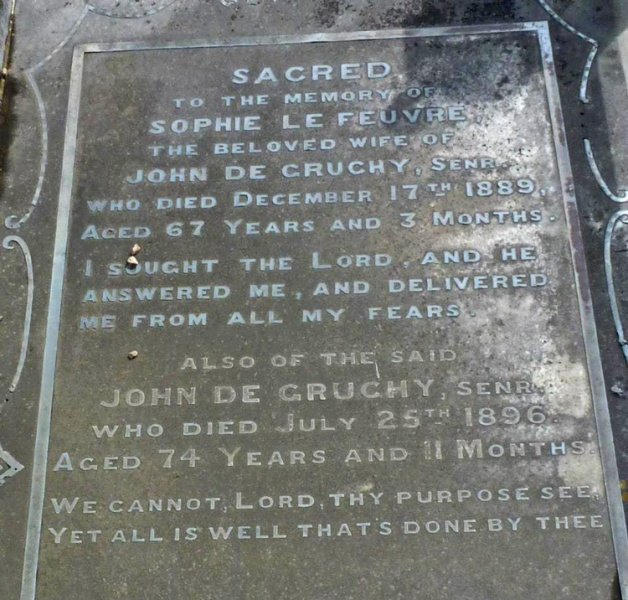 SACRED
TO THE MEMORY OF
SOPHIE LE FEUVRE
THE BELOVED WIFE OF
JOHN DE GRUCHY, SENR.
WHO DIED DECEMBER 17TH 1889,
AGED 67 YEARS AND 3 MONTHS.
I SOUGHT THE LORD. AND HE
ANSWERED ME, AND DELIVERED
ME FROM ALL MY FEARS.
ALSO OF THE SAID
JOHN DE GRUCHY, SENR.
WHO DIED JULY 25TH 1896.
AGED 74 YEARS AND 11 MONTHS.
WE CANNOT, LORD, THY PURPOSE SEE,
YET ALL IS WELL THAT'S DONE BY THEE